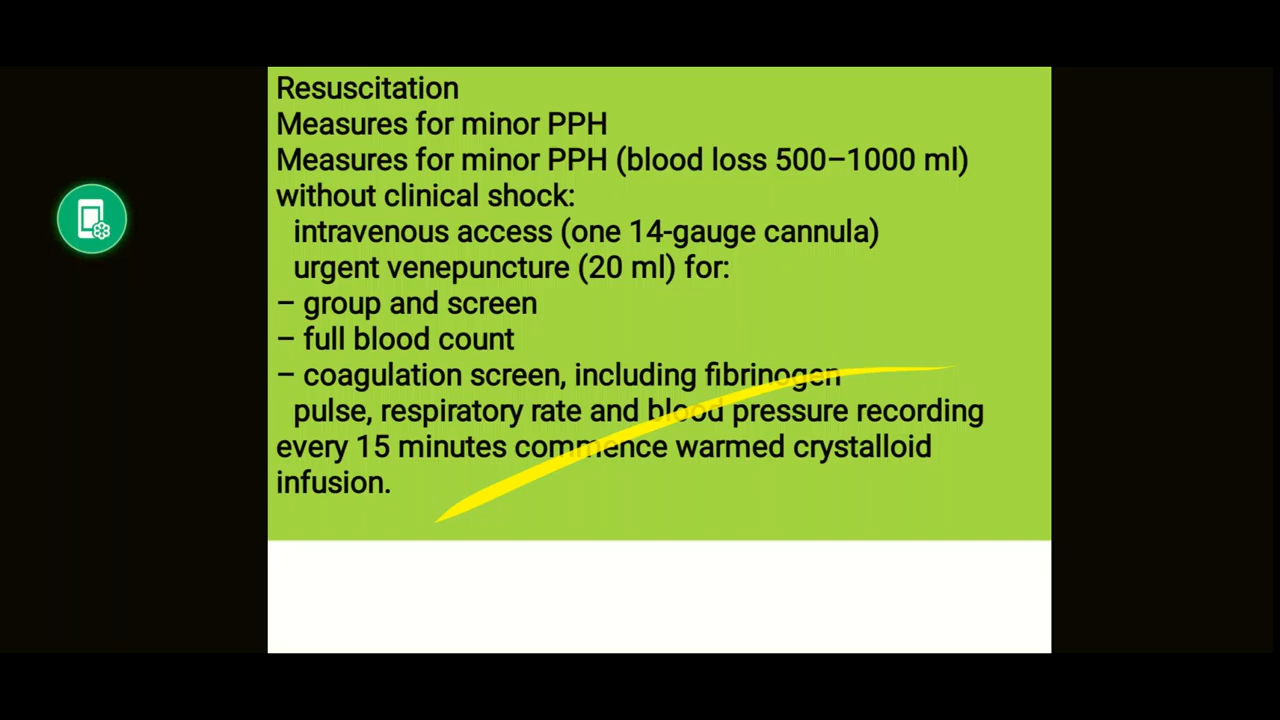 Resuscitation
Measures for minor PPH
Measures for minor PPH (blood loss 500–1000 ml)
without clinical shock:
intravenous access (one 14-gauge cannula)
urgent venepuncture (20 ml) for:
– group and screen
– full blood count
– coagulation screen, including fibrinogen
pulse, respiratory rate and blood pressure recording
every 15 minutes commence warmed crystalloid
infusion.